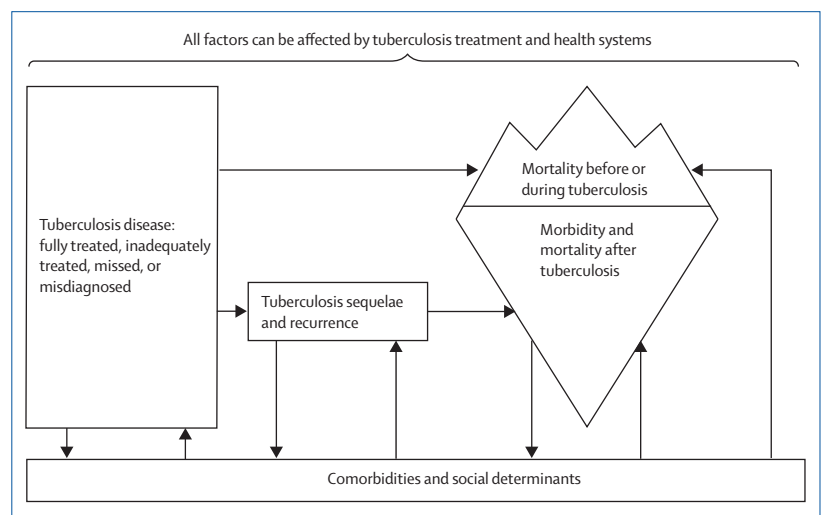 All factors can be affected by tuberculosis treatment and health systems
Mortality before or
during tuberculosis
Tuberculosis disease:
fully treated, inadequately
treated, missed, or
misdiagnosed
Morbidity and
mortality after
tuberculosis
Tuberculosis sequelae
and recurrence
Comorbidities and social determinants